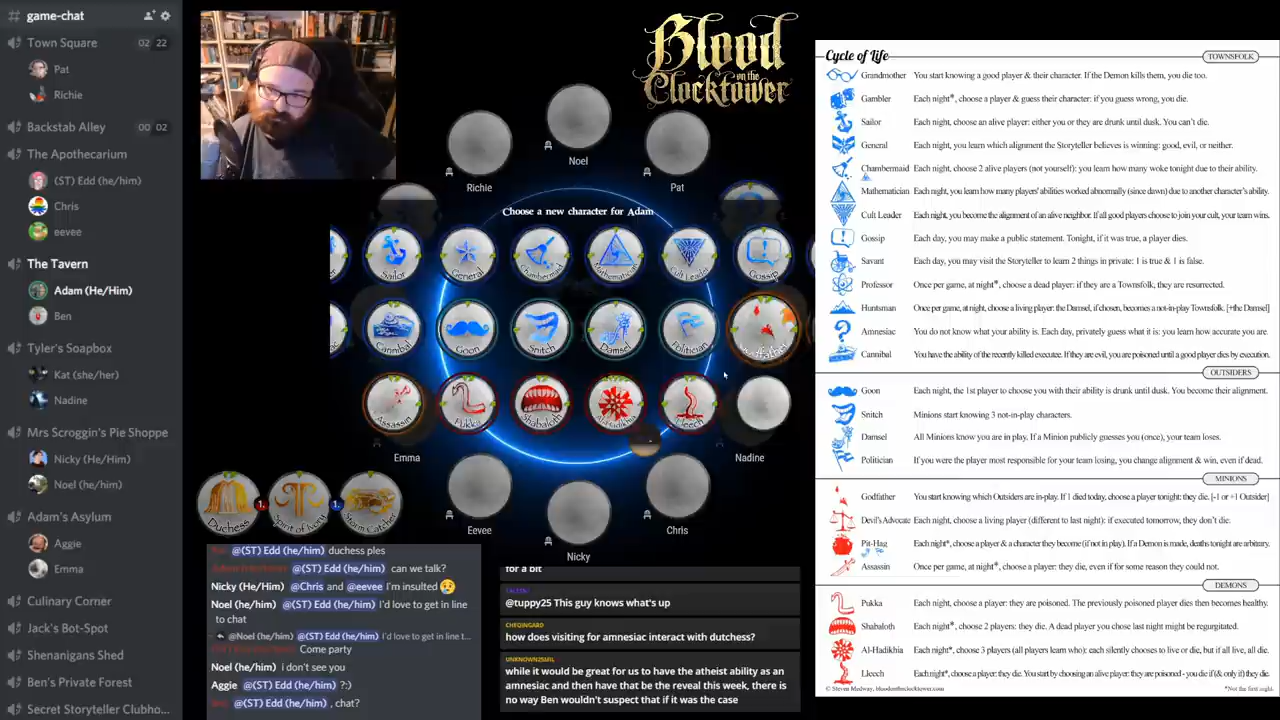 # game-chat
Town Square 02 22
Pat
Richie
Backstab Alley 00 02
The Apothecarium
(ST) Edd (he/him)
Chris
eevee
The Tavern
Adam (He/Him)
Ben
Tyler's Soapbox
Kat (she/her)
Nadine
Mrs Scroggin's Pie Shoppe
Nicky (He/Him)
Noel (he/him)
Adam's Asylum
Aggie
Emma
Culinary Corner
Jack's Basement
Shenanigans Shed
Ben's Private Forest
Secret Storyteller Clubho...
Blood
on the
Clocktower
Noel
Richie
Pat
Choose a new character for Adam
Sailor
General
Chambermaid
Mathematician
Cult Leader
Gossip
Cannibal
Goon
Snitch
Damsel
Politician
Assassin
Pukka
Shabaloth
Al-Hadikhia
Lleech
Emma
Nadine
Eevee
Chris
Nicky
Duchess
Spirit of Ivory
Storm Catcher
@(ST) Edd (he/him) duchess ples
@(ST) Edd (he/him) can we talk?
Nicky (He/Him) @Chris and @eevee I'm insulted 😢
Noel (he/him) @(ST) Edd (he/him) I'd love to get in line
to chat
@Noel (he/him) @(ST) Edd (he/him) I'd love to get in line t...
Come party
Noel (he/him) i don't see you
Aggie @(ST) Edd (he/him) ?:)
@(ST) Edd (he/him) , chat?
for a bit
@tuppy25 This guy knows what's up
how does visiting for amnesiac interact with dutchess?
while it would be great for us to have the atheist ability as an
amnesiac and then have that be the reveal this week, there is
no way Ben wouldn't suspect that if it was the case
Cycle of Life
TOWNSFOLK
Grandmother You start knowing a good player & their character. If the Demon kills them, you die too.
Gambler Each night*, choose a player & guess their character: if you guess wrong, you die.
Sailor Each night, choose an alive player: either you or they are drunk until dusk. You can't die.
General Each night, you learn which alignment the Storyteller believes is winning: good, evil, or neither.
Chambermaid Each night, choose 2 alive players (not yourself): you learn how many woke tonight due to their ability.
Mathematician Each night, you learn how many players' abilities worked abnormally (since dawn) due to another character's ability.
Cult Leader Each night, you become the alignment of an alive neighbor. If all good players choose to join your cult, your team wins.
Gossip Each day, you may make a public statement. Tonight, if it was true, a player dies.
Savant Each day, you may visit the Storyteller to learn 2 things in private: 1 is true & 1 is false.
Professor Once per game, at night*, choose a dead player: if they are a Townsfolk, they are resurrected.
Huntsman Once per game, at night, choose a living player: the Damsel, if chosen, becomes a not-in-play Townsfolk. [+the Damsel]
Amnesiac You do not know what your ability is. Each day, privately guess what it is: you learn how accurate you are.
Cannibal You have the ability of the recently killed executee. If they are evil, you are poisoned until a good player dies by execution.
OUTSIDERS
Goon Each night, the 1st player to choose you with their ability is drunk until dusk. You become their alignment.
Snitch Minions start knowing 3 not-in-play characters.
Damsel All Minions know you are in play. If a Minion publicly guesses you (once), your team loses.
Politician If you were the player most responsible for your team losing, you change alignment & win, even if dead.
MINIONS
Godfather You start knowing which Outsiders are in-play. If 1 died today, choose a player tonight: they die. [-1 or +1 Outsider]
Devil's Advocate Each night, choose a living player (different to last night): if executed tomorrow, they don't die.
Pit-Hag Each night*, choose a player & a character they become (if not in play). If a Demon is made, deaths tonight are arbitrary.
Assassin Once per game, at night*, choose a player: they die, even if for some reason they could not.
DEMONS
Pukka Each night, choose a player: they are poisoned. The previously poisoned player dies then becomes healthy.
Shabaloth Each night*, choose 2 players: they die. A dead player you chose last night might be regurgitated.
Al-Hadikhia Each night*, choose 3 players (all players learn who): each silently chooses to live or die, but if all live, all die.
Lleech Each night*, choose a player: they die. You start by choosing an alive player: they are poisoned - you die if (& only if) they die.
© Steven Medway, bloodontheclocktower.com
*Not the first night.